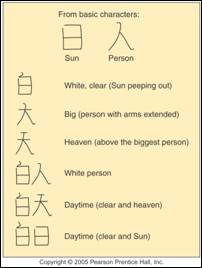 From basic characters:
日 人
Sun Person
白 White, clear (Sun peeping out)
大 Big (person with arms extended)
天 Heaven (above the biggest person)
白人 White person
白天 Daytime (clear and heaven)
白日 Daytime (clear and Sun)
Copyright © 2005 Pearson Prentice Hall, Inc.